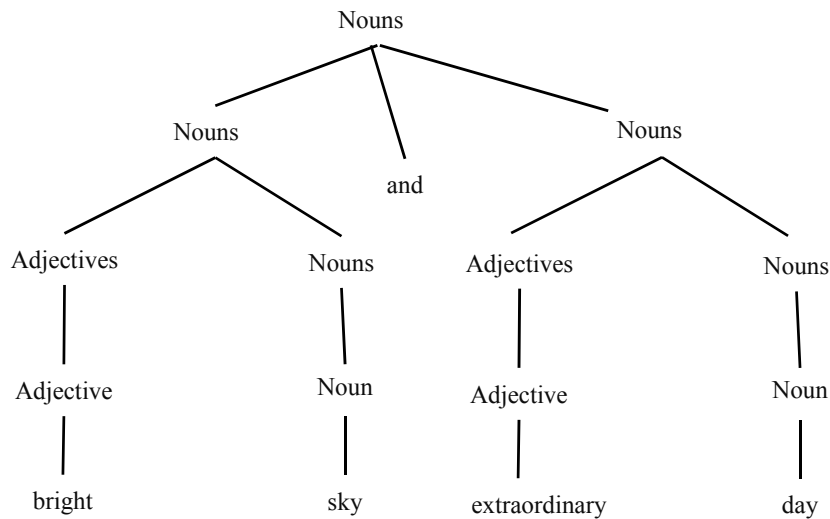 Nouns
Nouns
Nouns
and
Adjectives
Nouns
Adjectives
Nouns
Adjective
Noun
Adjective
Noun
bright
sky
extraordinary
day